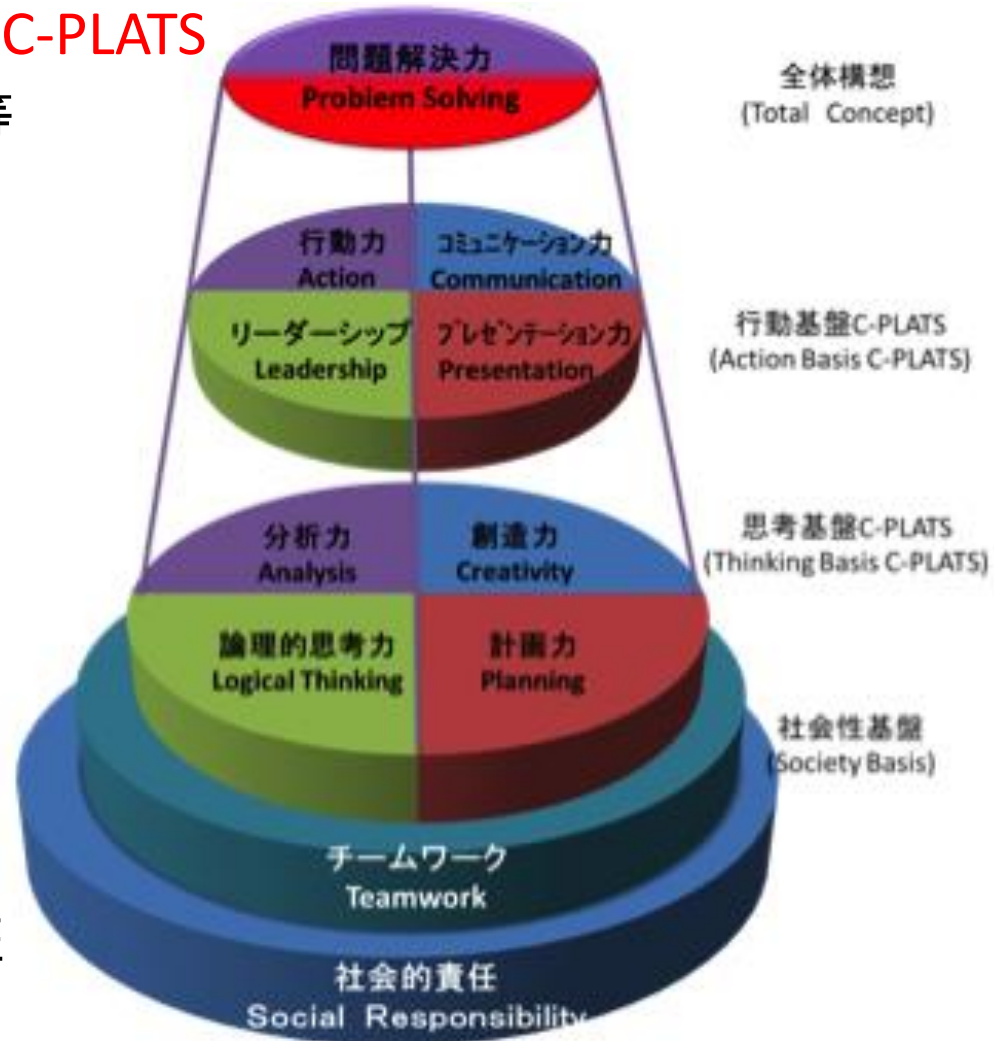 C-PLATS
等
問題解決力
Problem Solving
全体構想
(Total Concept)
行動力
Action
コミュニケーション力
Communication
リーダーシップ
Leadership
プレゼンテーション力
Presentation
行動基盤C-PLATS
(Action Basis C-PLATS)
分析力
Analysis
創造力
Creativity
思考基盤C-PLATS
(Thinking Basis C-PLATS)
論理的思考力
Logical Thinking
計画力
Planning
社会性基盤
(Society Basis)
チームワーク
Teamwork
社会的責任
Social Responsibility